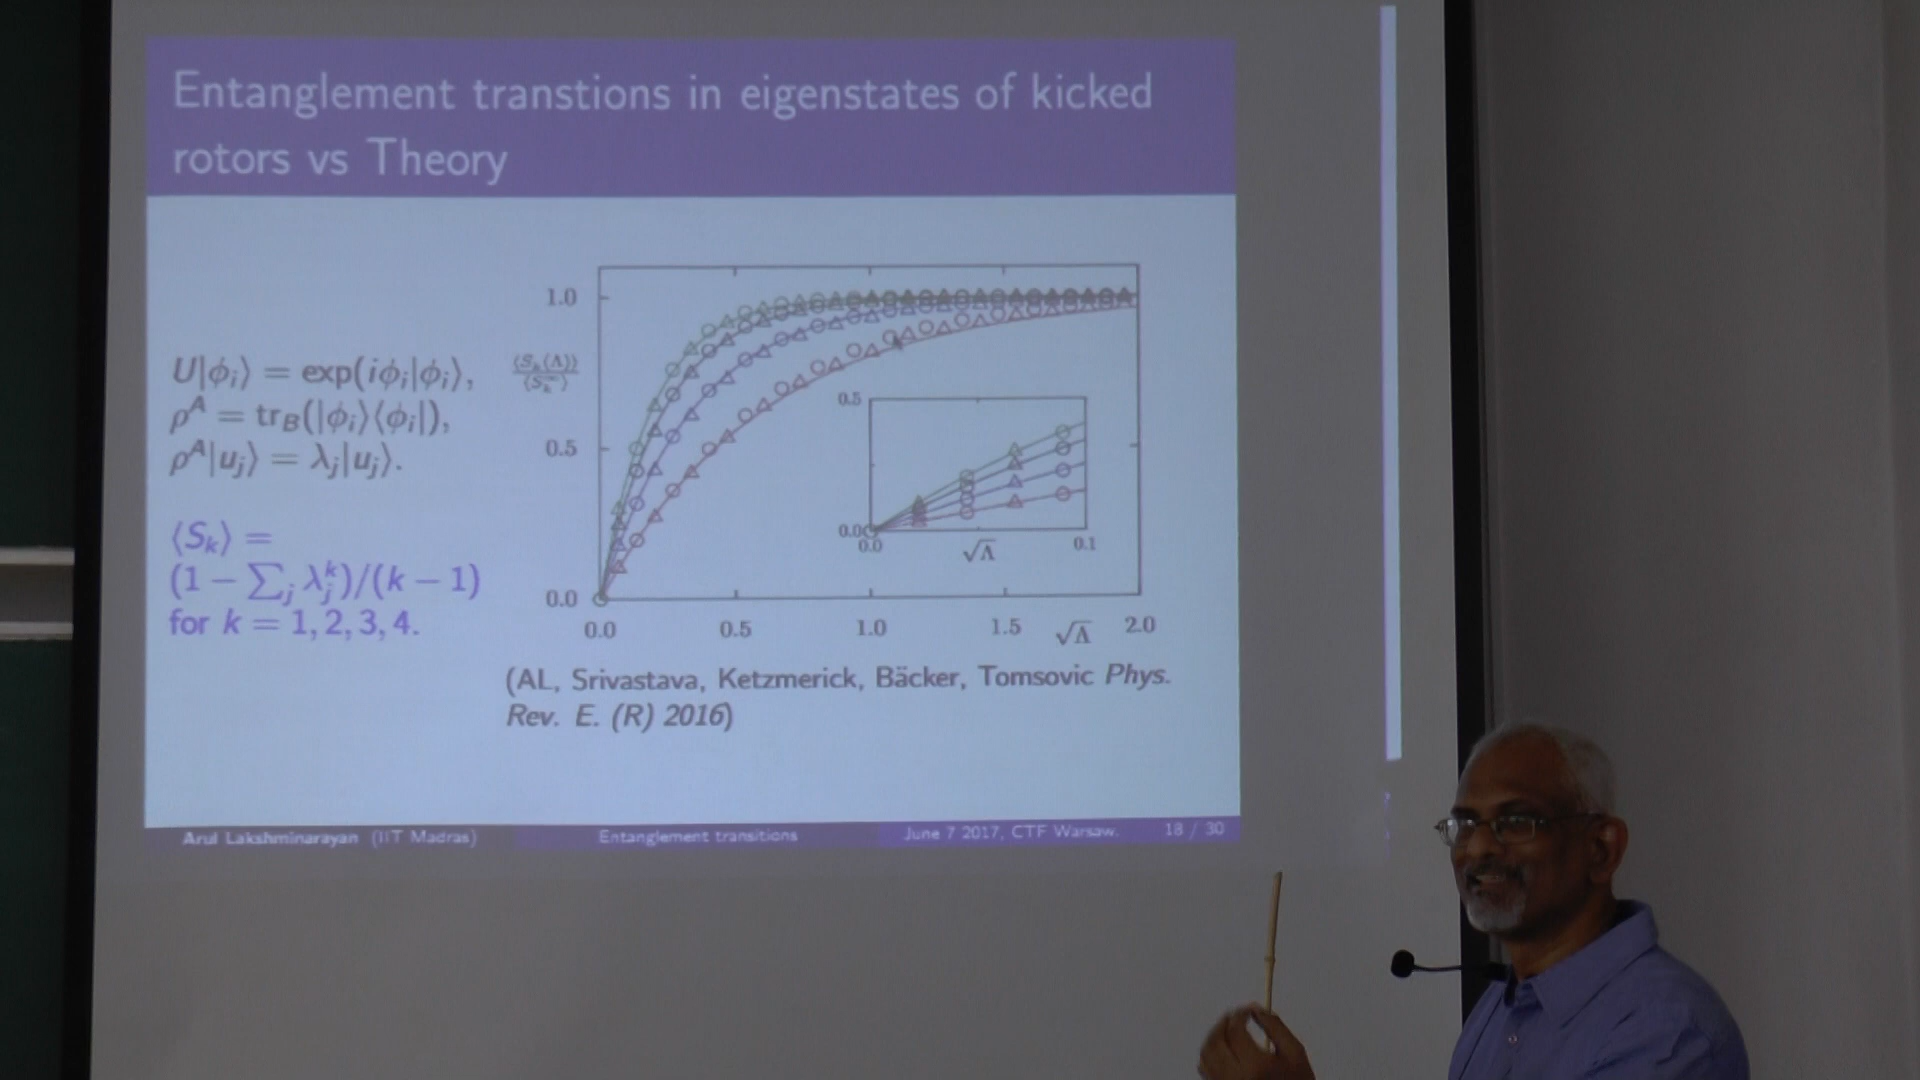 Entanglement transtions in eigenstates of kicked
rotors vs Theory
U|ϕᵢ⟩ = exp(iϕᵢ|ϕᵢ⟩,
ρᴬ = tr_B(|ϕᵢ⟩⟨ϕᵢ|),
ρᴬ|uⱼ⟩ = λⱼ|uⱼ⟩.
⟨Sₖ⟩ =
(1 − ∑ⱼ λⱼᵏ)/(k − 1)
for k = 1, 2, 3, 4.
1.0
⟨Sₖ(Λ)⟩
⟨Sₖ^∞⟩
0.5
0.0
0.0 0.5 1.0 1.5 √Λ 2.0
0.5
0.0
0.0 √Λ 0.1
(AL, Srivastava, Ketzmerick, Bäcker, Tomsovic Phys.
Rev. E. (R) 2016)
Arul Lakshminarayan (IIT Madras) Entanglement transitions June 7 2017, CTF Warsaw. 18 / 30